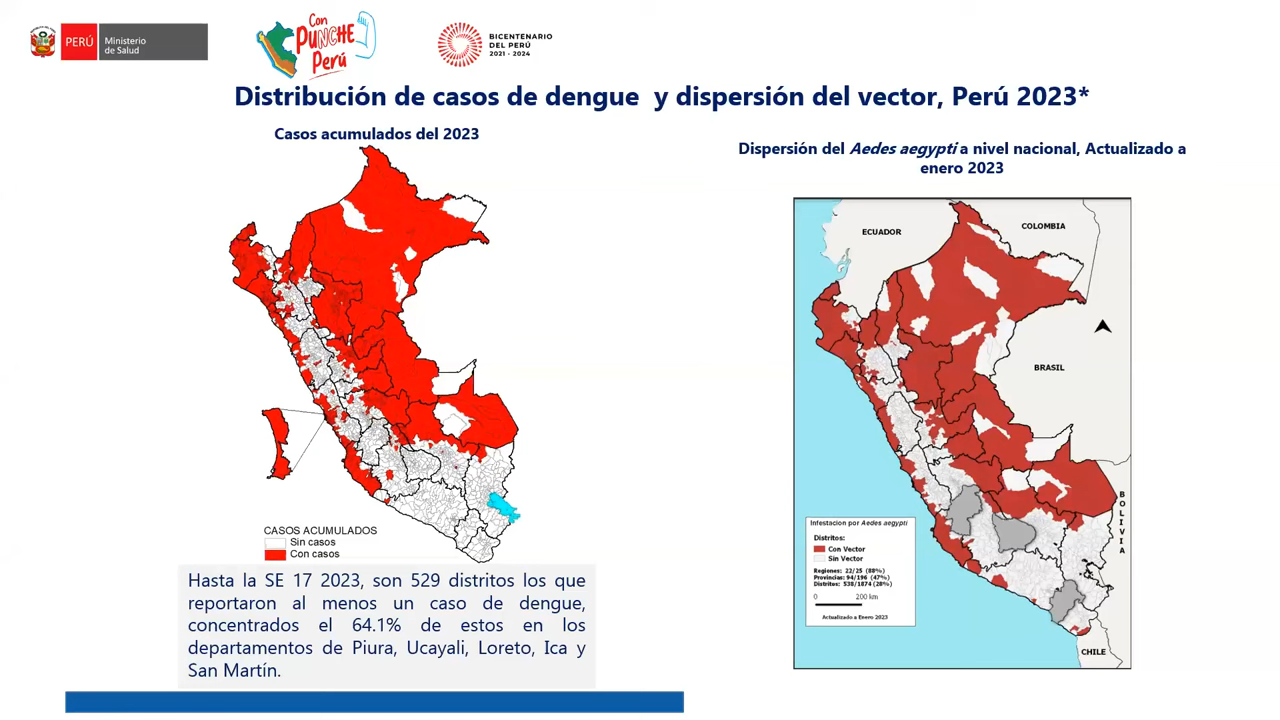 PERÚ
Ministerio
de Salud
Con
PUNCHE
Perú
BICENTENARIO
DEL PERÚ
2021 - 2024
Distribución de casos de dengue y dispersión del vector, Perú 2023*
Casos acumulados del 2023
CASOS ACUMULADOS
Sin casos
Con casos
Hasta la SE 17 2023, son 529 distritos los que
reportaron al menos un caso de dengue,
concentrados el 64.1% de estos en los
departamentos de Piura, Ucayali, Loreto, Ica y
San Martín.
Dispersión del Aedes aegypti a nivel nacional, Actualizado a
enero 2023
ECUADOR
COLOMBIA
BRASIL
BOLIVIA
CHILE
Infestacion por Aedes aegypti
Distritos:
Con Vector
Sin Vector
Regiones: 22/25 (88%)
Provincias: 94/196 (47%)
Distritos: 538/1874 (28%)
0 200 km
Actualizado a Enero 2023